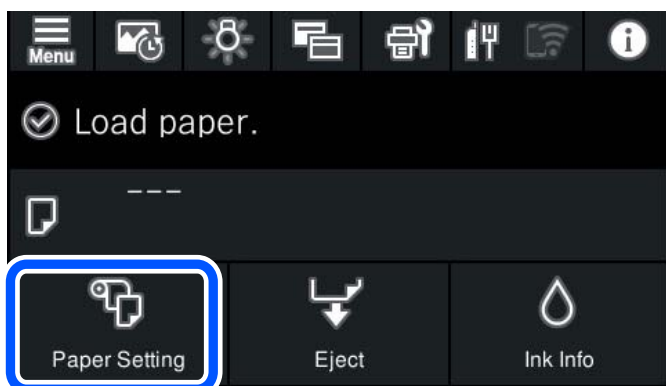 Menu
Load paper.
---
Paper Setting
Eject
Ink Info